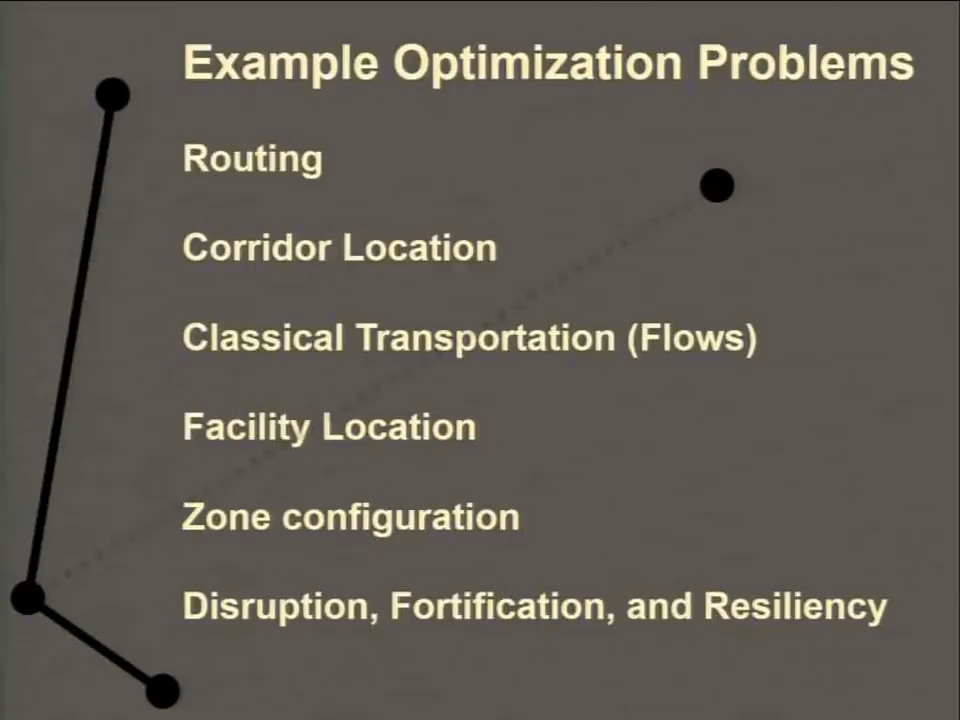 Example Optimization Problems
Routing
Corridor Location
Classical Transportation (Flows)
Facility Location
Zone configuration
Disruption, Fortification, and Resiliency